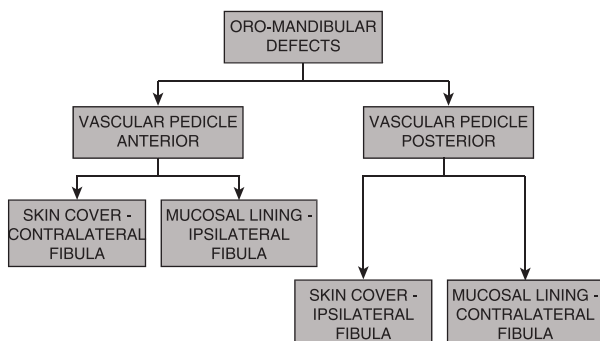 ORO-MANDIBULAR
DEFECTS
VASCULAR PEDICLE
ANTERIOR
VASCULAR PEDICLE
POSTERIOR
SKIN COVER -
CONTRALATERAL
FIBULA
MUCOSAL LINING -
IPSILATERAL
FIBULA
SKIN COVER -
IPSILATERAL
FIBULA
MUCOSAL LINING -
CONTRALATERAL
FIBULA